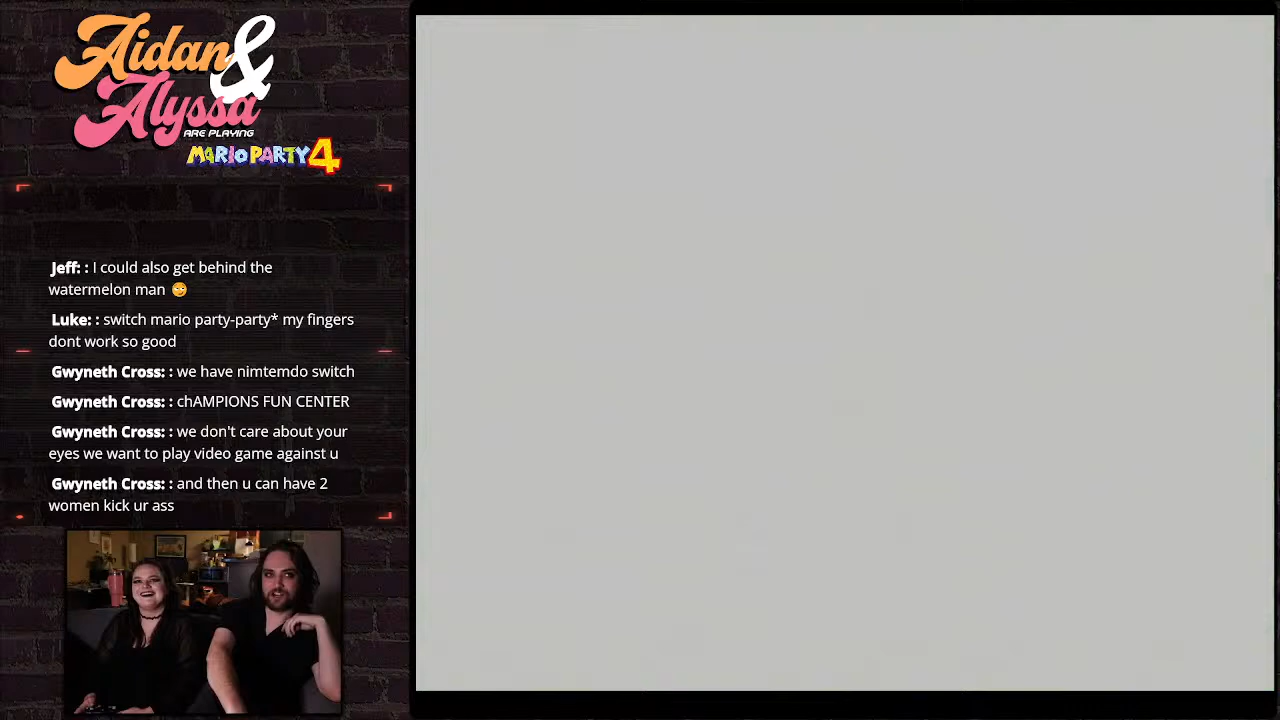 Aidan &
Alyssa
ARE PLAYING
MARIO PARTY 4
Jeff: : I could also get behind the
watermelon man 🙄
Luke: : switch mario party-party* my fingers
dont work so good
Gwyneth Cross: : we have nimtemdo switch
Gwyneth Cross: : chAMPIONS FUN CENTER
Gwyneth Cross: : we don't care about your
eyes we want to play video game against u
Gwyneth Cross: : and then u can have 2
women kick ur ass